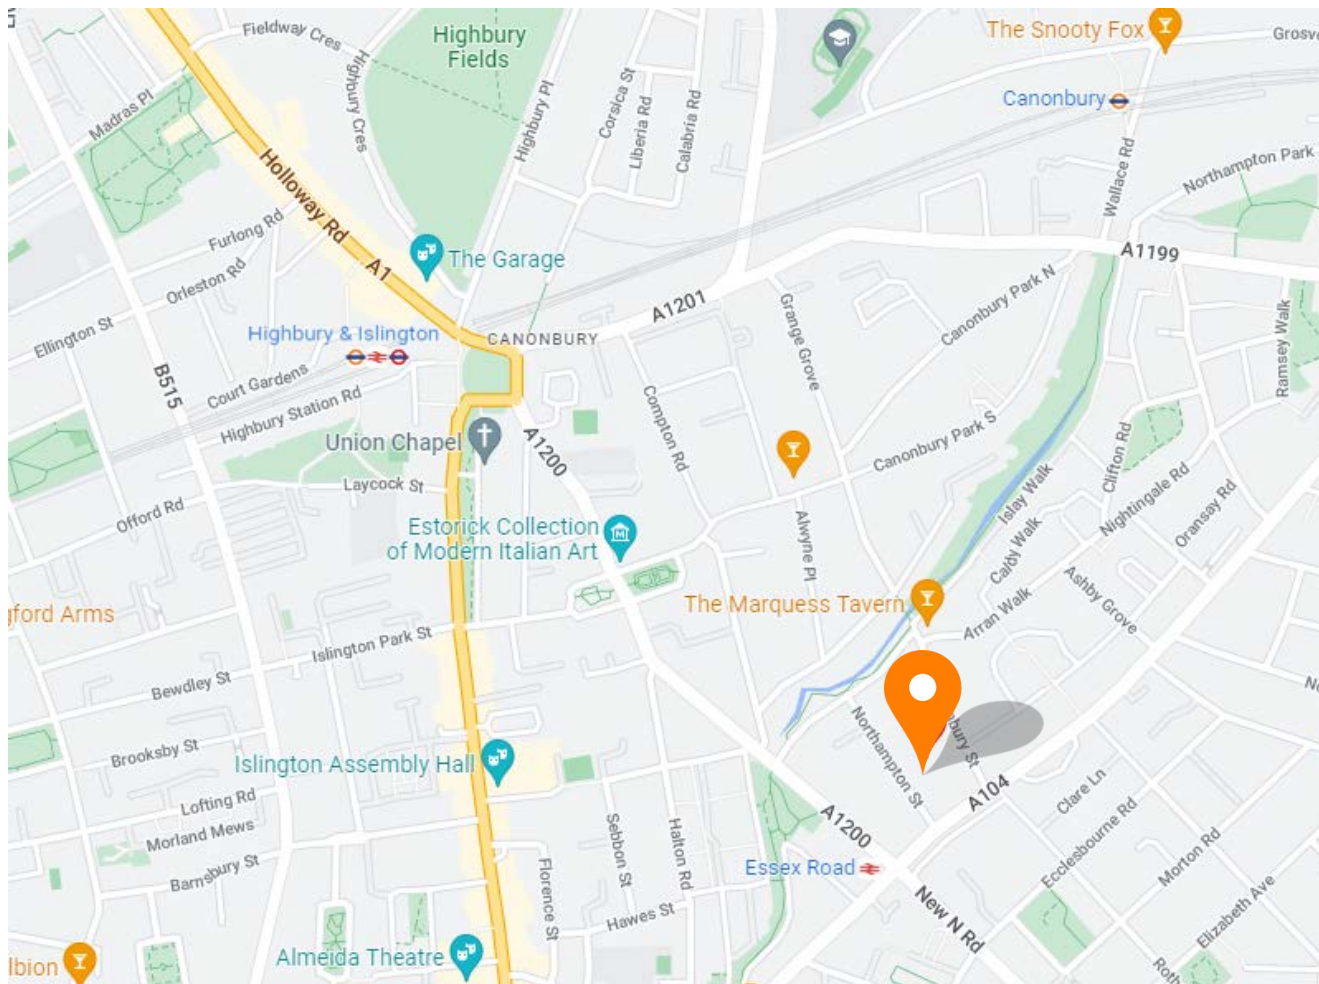 Fieldway Cres
Highbury
Fields
The Snooty Fox
Grosv
Highbury Cres
Highbury Pl
Corsica St
Liberia Rd
Calabria Rd
Canonbury
Madras Pl
Wallace Rd
Northampton Park
Holloway Rd
Furlong Rd
A1
The Garage
A1199
Orleston Rd
Canonbury Park N
A1201
Grange Grove
Ramsey Walk
Ellington St
Highbury & Islington
CANONBURY
B515
Court Gardens
Highbury Station Rd
Compton Rd
Union Chapel
A1200
Canonbury Park S
Clifton Rd
Laycock St
Islay Walk
Nightingale Rd
Oransay Rd
Offord Rd
Estorick Collection
of Modern Italian Art
Alwyne Pl
Caldy Walk
Ashby Grove
gford Arms
The Marquess Tavern
Arran Walk
Islington Park St
Bewdley St
Northampton St
bury St
Brooksby St
Islington Assembly Hall
Lofting Rd
A104
Clare Ln
Morland Mews
Sebbon St
Halton Rd
A1200
Ecclesbourne Rd
Morton Rd
Barnsbury St
Essex Road
Florence St
Hawes St
New N Rd
Elizabeth Ave
Almeida Theatre
lbion
Roth